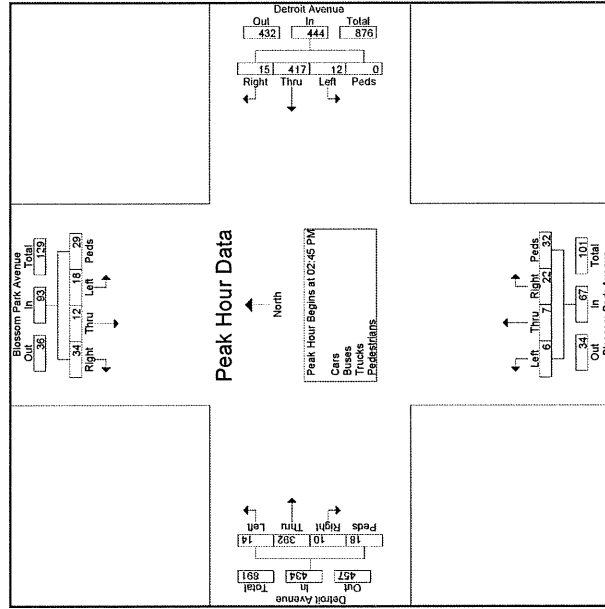 Detroit Avenue
Out In Total
432 444 876
15 417 12 0
Right Thru Left Peds
Blossom Park Avenue
Out In Total
36 93 129
34 12 18 29
Right Thru Left Peds
Peak Hour Data
North
Peak Hour Begins at 02:45 PM
Cars
Buses
Trucks
Pedestrians
Left Thru Right Peds
6 7 22 32
34 67 101
Out In Total
Left Thru Right Peds
14 392 10 18
891 434 457
Total In Out
Detroit Avenue